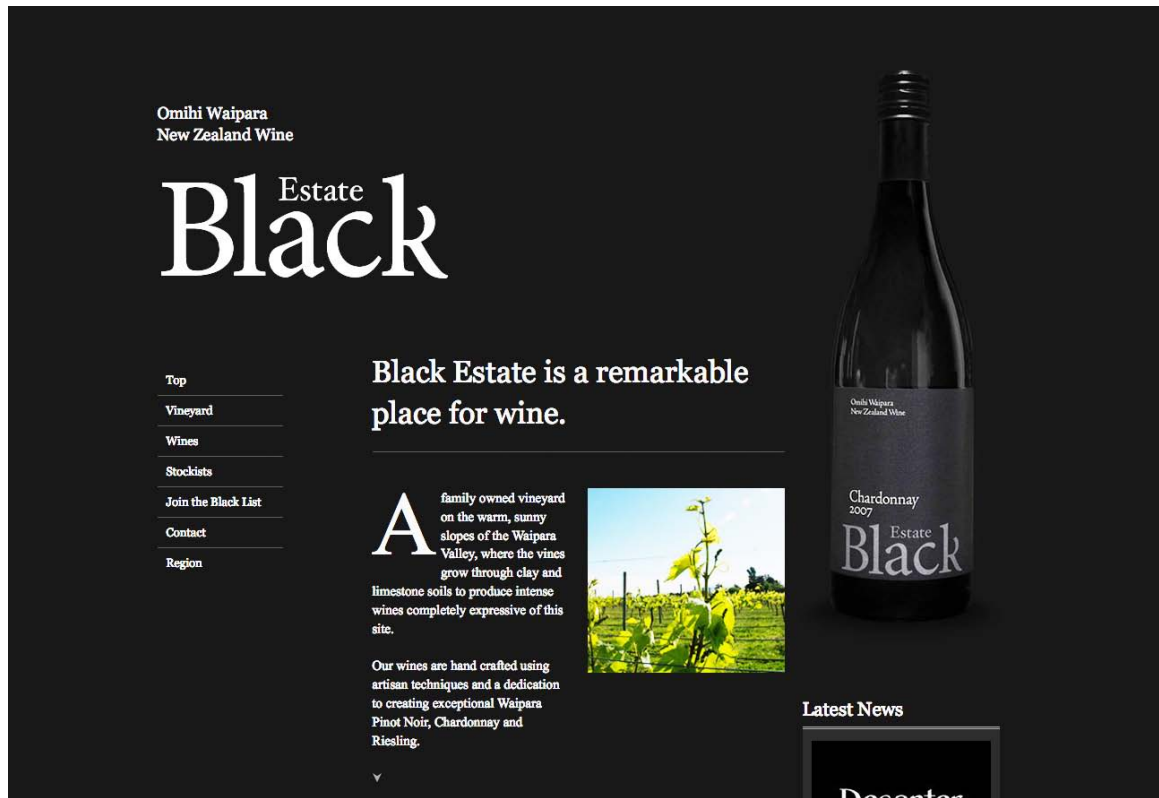 Omihi Waipara
New Zealand Wine
Estate
Black
Top
Vineyard
Wines
Stockists
Join the Black List
Contact
Region
Black Estate is a remarkable
place for wine.
A family owned vineyard
on the warm, sunny
slopes of the Waipara
Valley, where the vines
grow through clay and
limestone soils to produce intense
wines completely expressive of this
site.
Our wines are hand crafted using
artisan techniques and a dedication
to creating exceptional Waipara
Pinot Noir, Chardonnay and
Riesling.
Omihi Waipara
New Zealand Wine
Chardonnay
2007
Estate
Black
Latest News